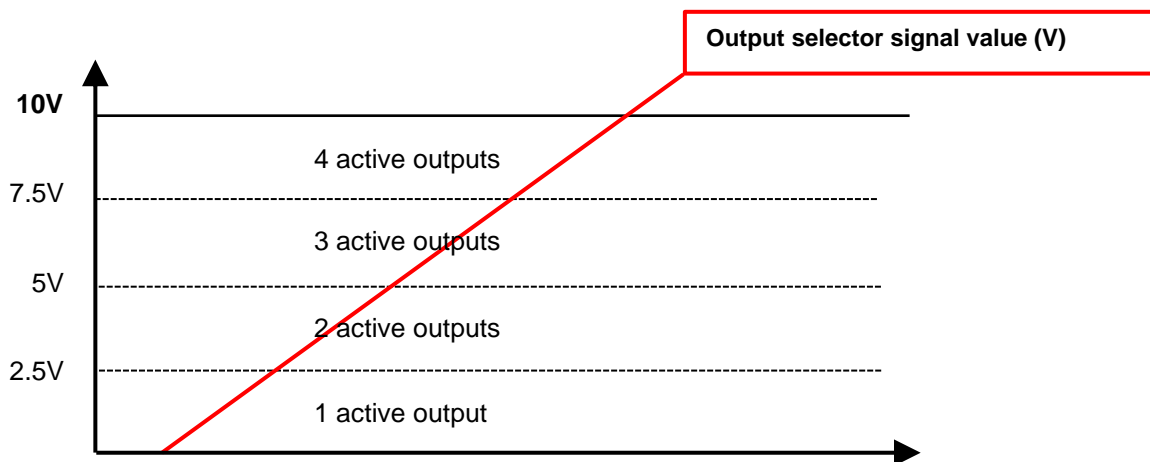 Output selector signal value (V)
10V
4 active outputs
7.5V
3 active outputs
5V
2 active outputs
2.5V
1 active output